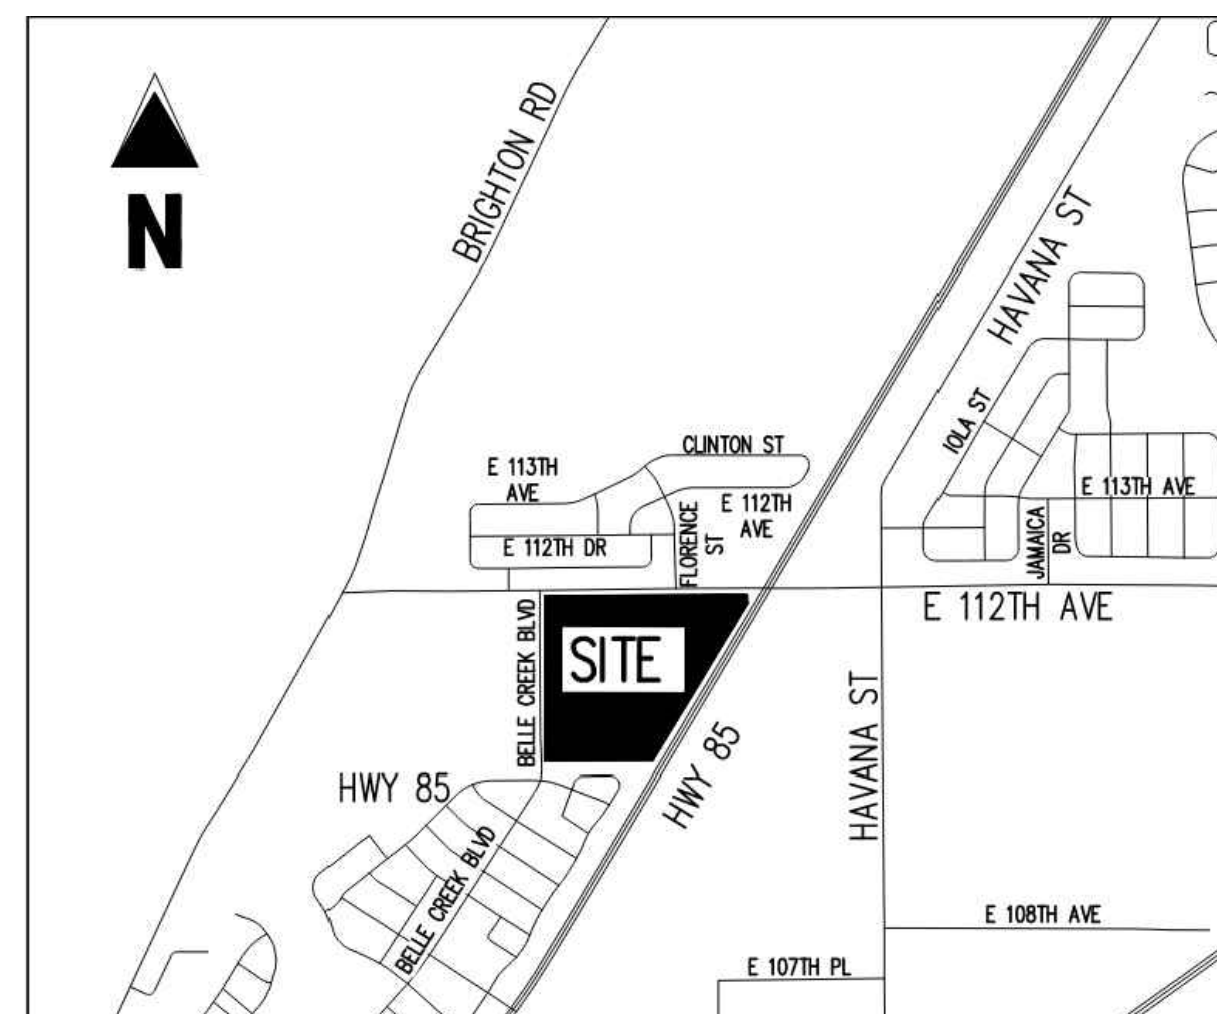 BRIGHTON RD
N
HAVANA ST
IOLA ST
CLINTON ST
E 113TH
AVE
E 112TH
AVE
E 113TH AVE
FLORENCE
ST
JAMAICA
DR
E 112TH DR
E 112TH AVE
BELLE CREEK BLVD
SITE
HAVANA ST
HWY 85
HWY 85
BELLE CREEK BLVD
E 108TH AVE
E 107TH PL